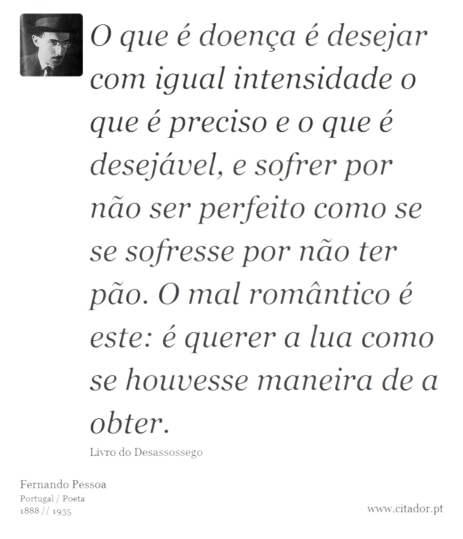 O que é doença é desejar
com igual intensidade o
que é preciso e o que é
desejável, e sofrer por
não ser perfeito como se
se sofresse por não ter
pão. O mal romântico é
este: é querer a lua como
se houvesse maneira de a
obter.
Livro do Desassossego
Fernando Pessoa
Portugal / Poeta
1888 // 1935
www.citador.pt